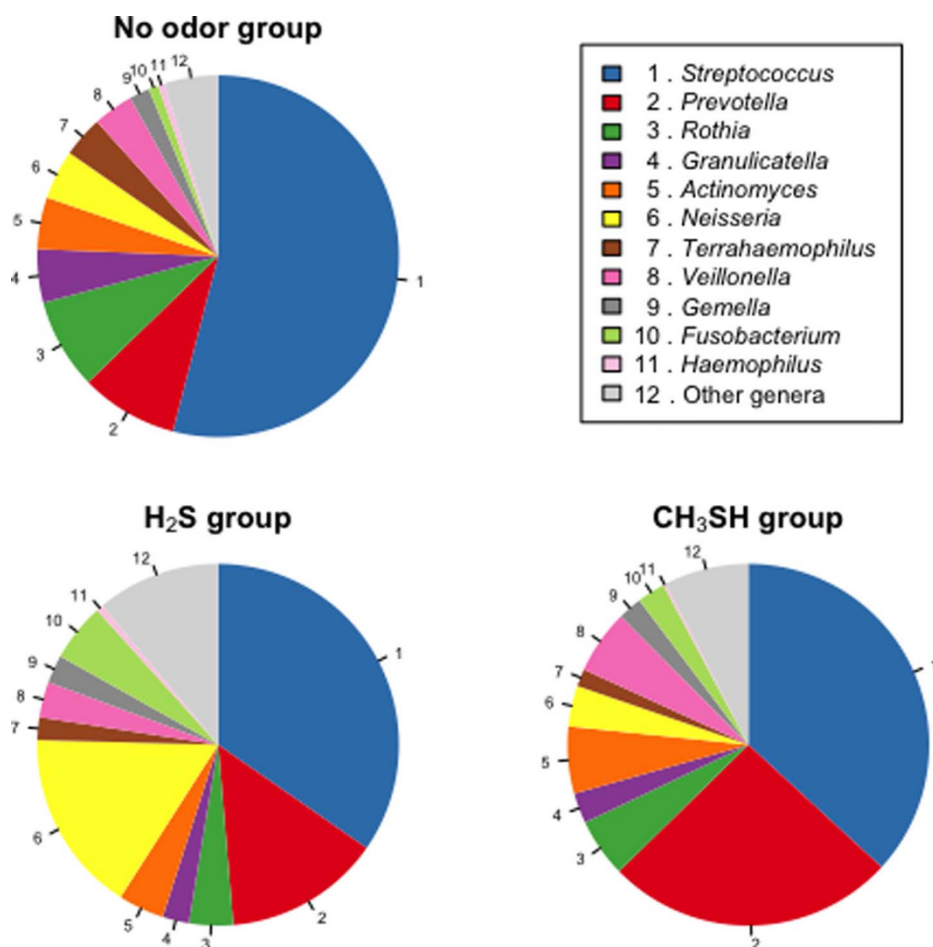 No odor group
1
2
3
4
5
6
7
8
9
10
11
12
1 . Streptococcus
2 . Prevotella
3 . Rothia
4 . Granulicatella
5 . Actinomyces
6 . Neisseria
7 . Terrahaemophilus
8 . Veillonella
9 . Gemella
10 . Fusobacterium
11 . Haemophilus
12 . Other genera
H₂S group
1
2
3
4
5
6
7
8
9
10
11
12
CH₃SH group
1
2
3
4
5
6
7
8
9
10
11
12